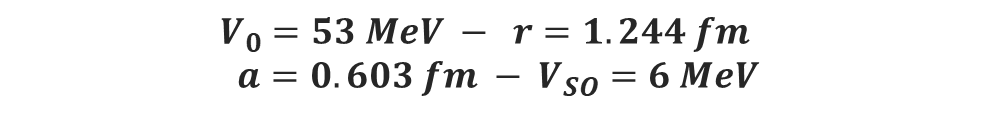 V₀ = 53 MeV − r = 1.244 fm
a = 0.603 fm − V_SO = 6 MeV